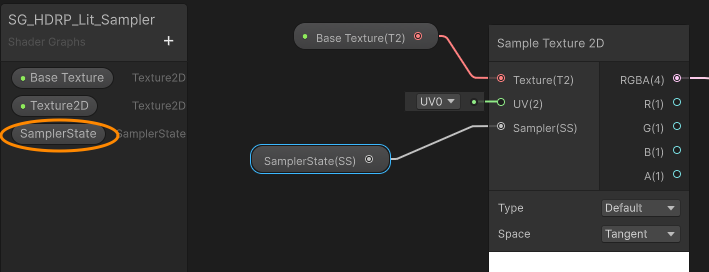 SG_HDRP_Lit_Sampler
Shader Graphs
+
Base Texture Texture2D
Texture2D Texture2D
SamplerState SamplerState
Base Texture(T2)
UV0
SamplerState(SS)
Sample Texture 2D
Texture(T2) RGBA(4)
UV(2) R(1)
Sampler(SS) G(1)
B(1)
A(1)
Type Default
Space Tangent